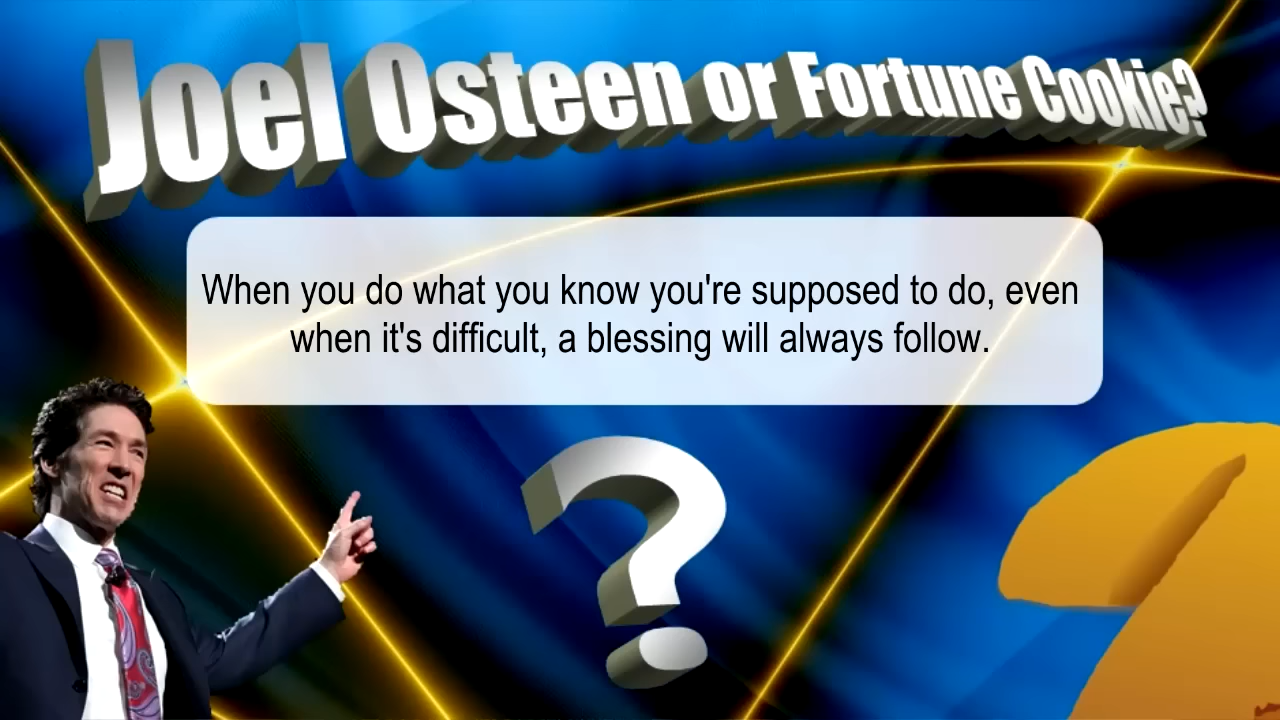 Joel Osteen or Fortune Cookie?
When you do what you know you're supposed to do, even
when it's difficult, a blessing will always follow.
?